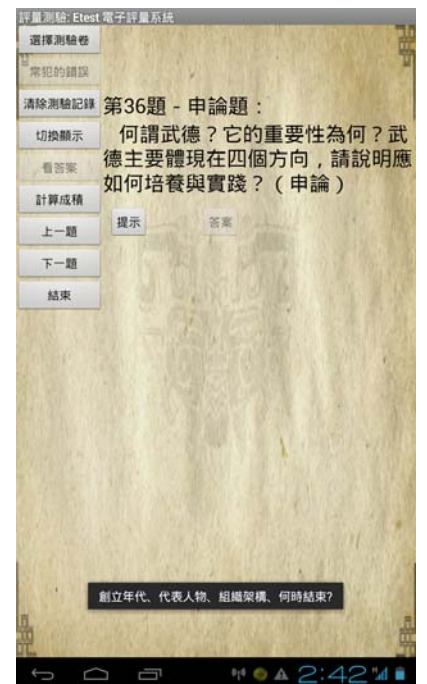 評量測驗: Etest 電子評量系統
選擇測驗卷
常犯的錯誤
清除測驗記錄
切換顯示
看答案
計算成積
上一題
下一題
結束
第36題 - 申論題：
何謂武德？它的重要性為何？武
德主要體現在四個方向，請說明應
如何培養與實踐？（申論）
提示
答案
創立年代、代表人物、組織架構、何時結束?
2:42